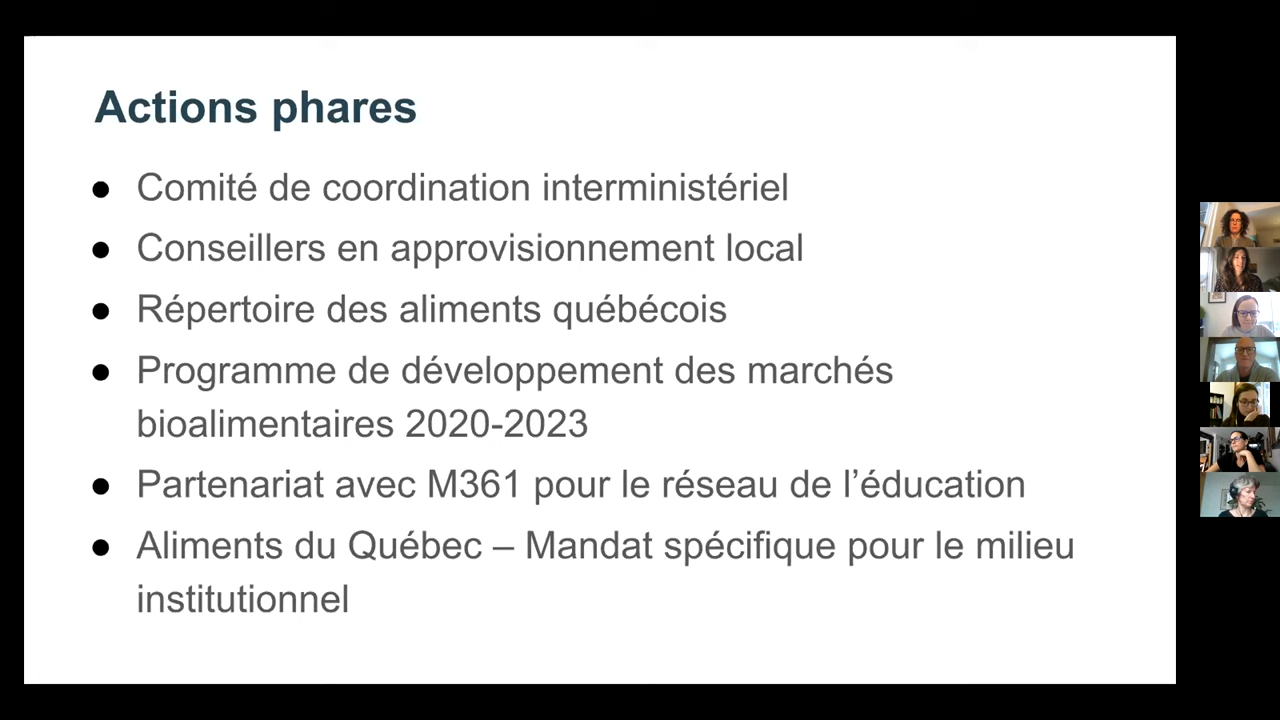 Actions phares
● Comité de coordination interministériel
● Conseillers en approvisionnement local
● Répertoire des aliments québécois
● Programme de développement des marchés
bioalimentaires 2020-2023
● Partenariat avec M361 pour le réseau de l’éducation
● Aliments du Québec – Mandat spécifique pour le milieu
institutionnel